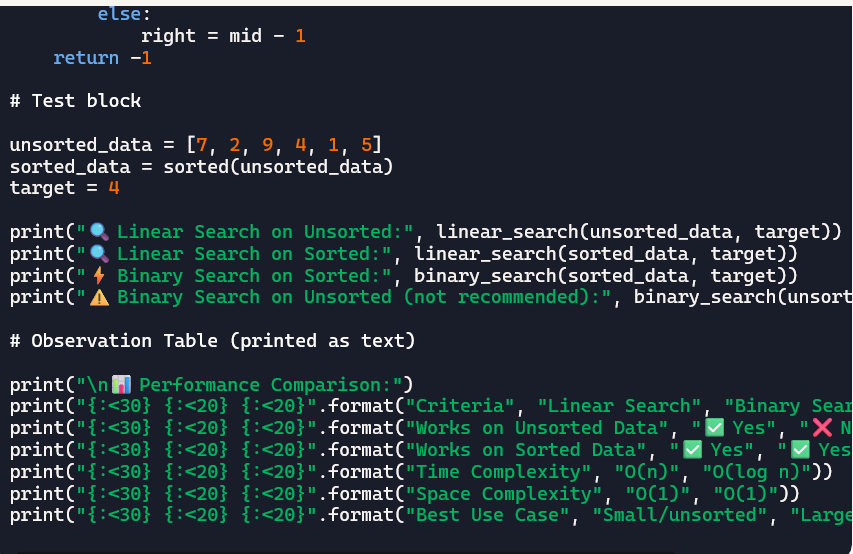 else:
            right = mid - 1
    return -1

# Test block

unsorted_data = [7, 2, 9, 4, 1, 5]
sorted_data = sorted(unsorted_data)
target = 4

print("🔍 Linear Search on Unsorted:", linear_search(unsorted_data, target))
print("🔍 Linear Search on Sorted:", linear_search(sorted_data, target))
print("⚡ Binary Search on Sorted:", binary_search(sorted_data, target))
print("⚠️ Binary Search on Unsorted (not recommended):", binary_search(unsort

# Observation Table (printed as text)

print("\n📊 Performance Comparison:")
print("{:<30} {:<20} {:<20}".format("Criteria", "Linear Search", "Binary Sear
print("{:<30} {:<20} {:<20}".format("Works on Unsorted Data", "✅ Yes", "❌ N
print("{:<30} {:<20} {:<20}".format("Works on Sorted Data", "✅ Yes", "✅ Yes
print("{:<30} {:<20} {:<20}".format("Time Complexity", "O(n)", "O(log n)"))
print("{:<30} {:<20} {:<20}".format("Space Complexity", "O(1)", "O(1)"))
print("{:<30} {:<20} {:<20}".format("Best Use Case", "Small/unsorted", "Large